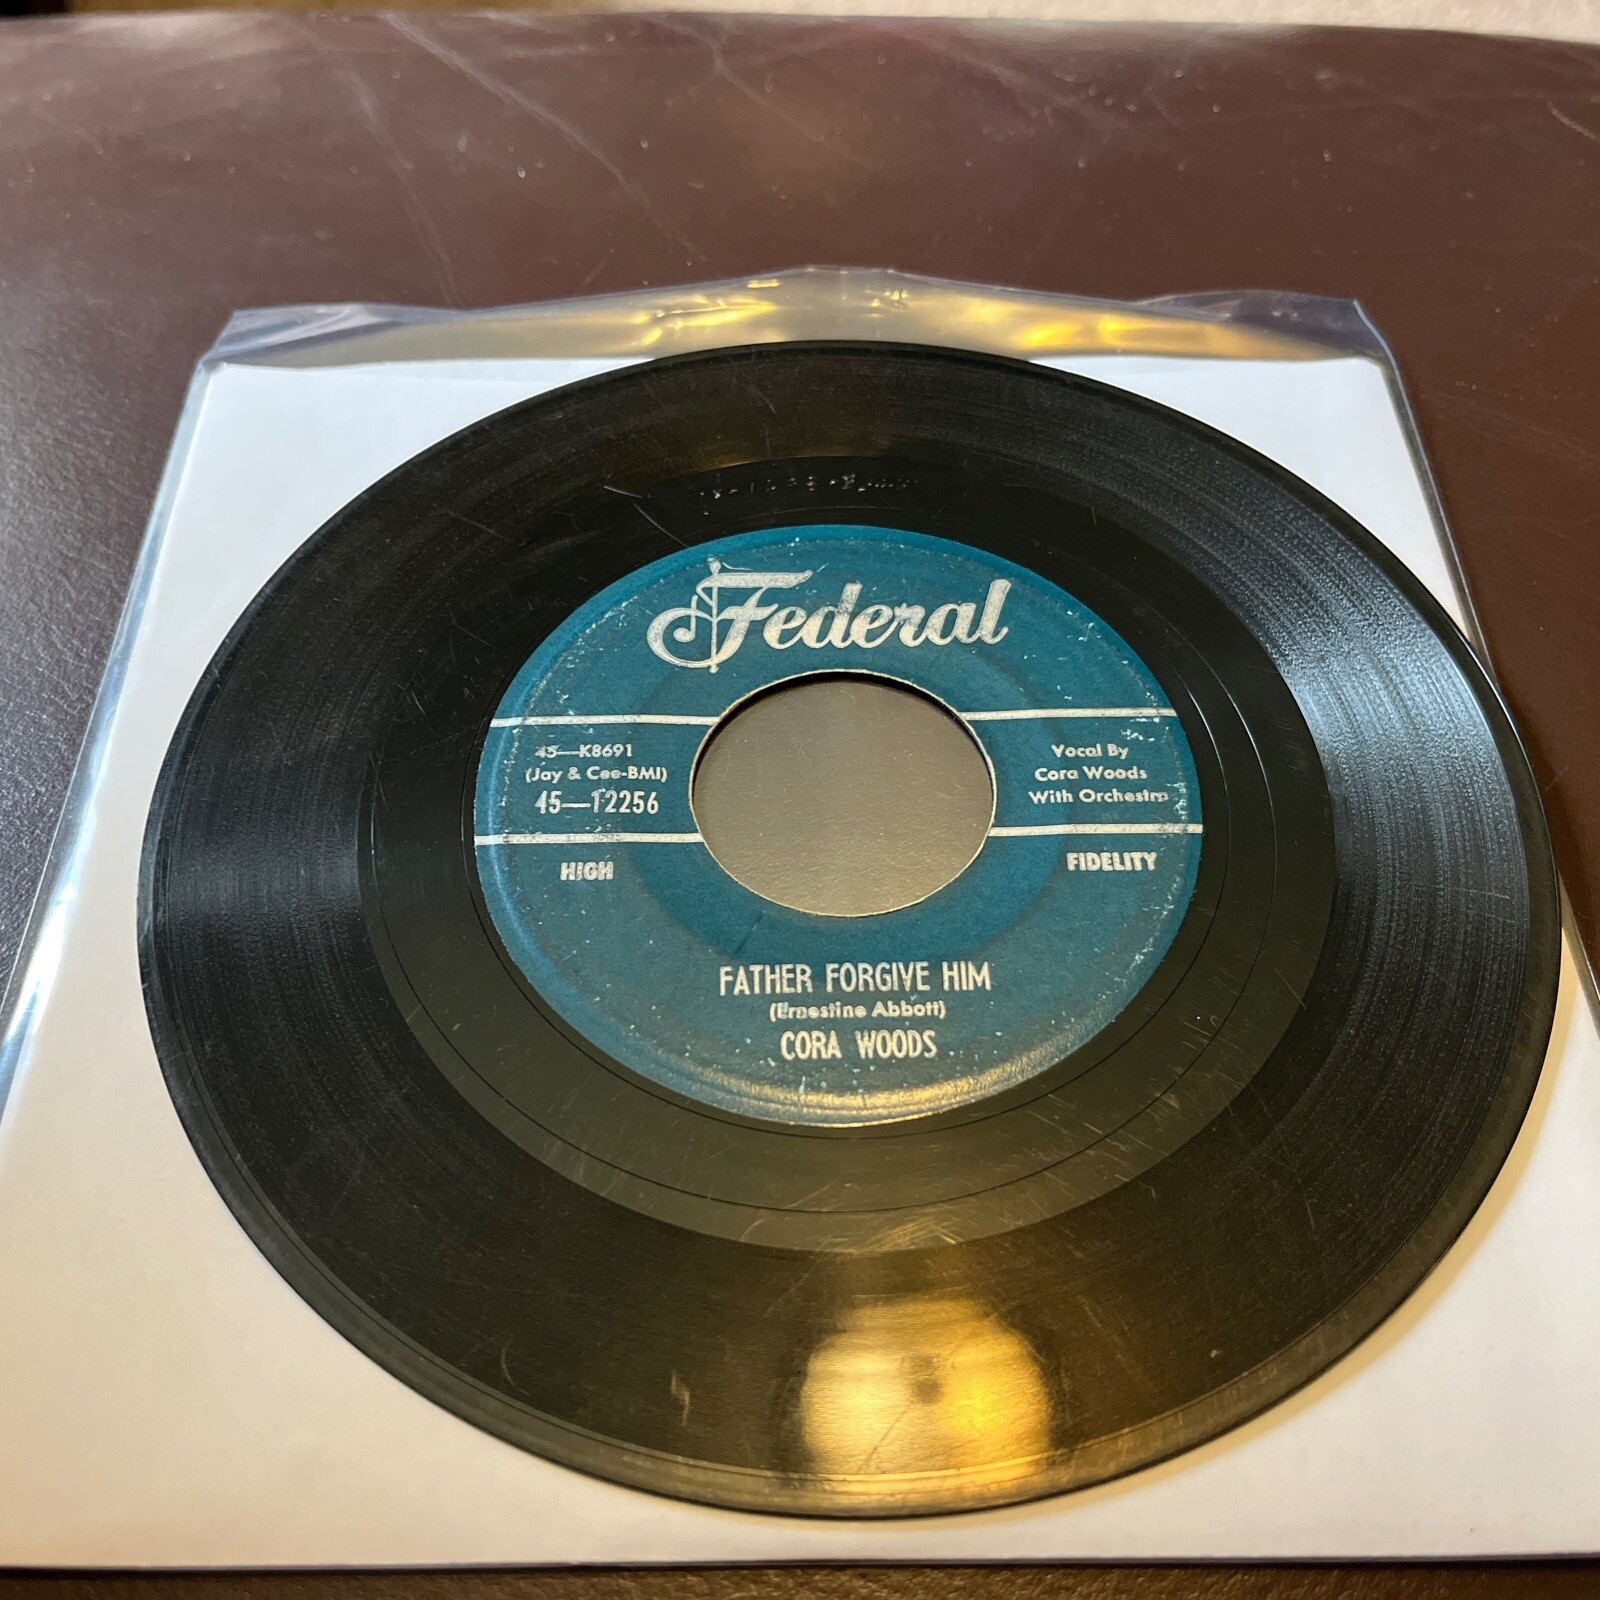 Federal
45—K8691
(Jay & Cee-BMI)
45—12256
Vocal By
Cora Woods
With Orchestra
HIGH FIDELITY
FATHER FORGIVE HIM
(Ernestine Abbott)
CORA WOODS